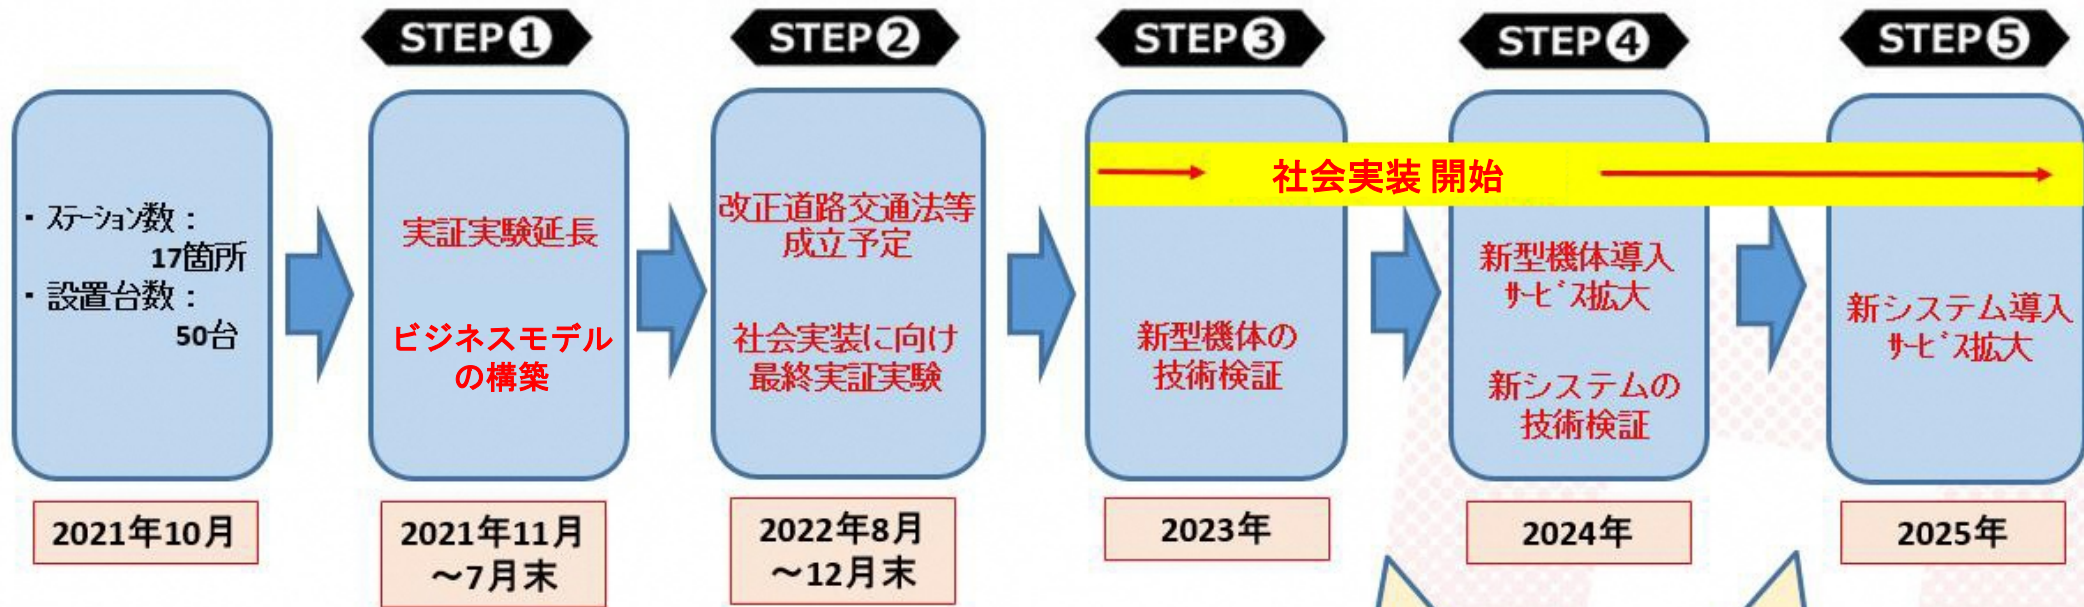 STEP❶
STEP❷
STEP❸
STEP❹
STEP❺
・ｽﾃｰｼｮﾝ数：
17箇所
・設置台数：
50台
2021年10月
実証実験延長
ビジネスモデル
の構築
2021年11月
～7月末
改正道路交通法等
成立予定
社会実装に向け
最終実証実験
2022年8月
～12月末
社会実装 開始
新型機体の
技術検証
2023年
新型機体導入
ｻｰﾋﾞｽ拡大
新システムの
技術検証
2024年
新システム導入
ｻｰﾋﾞｽ拡大
2025年